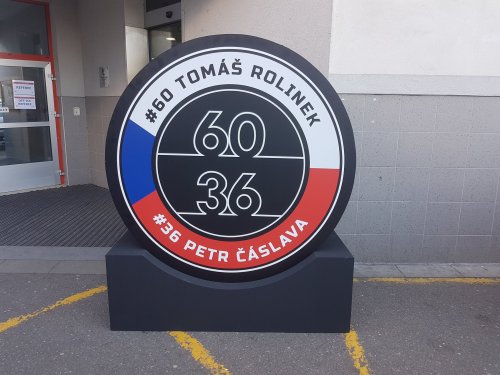 #60 TOMÁŠ ROLINEK
60
36
#36 PETR ČÁSLAVA